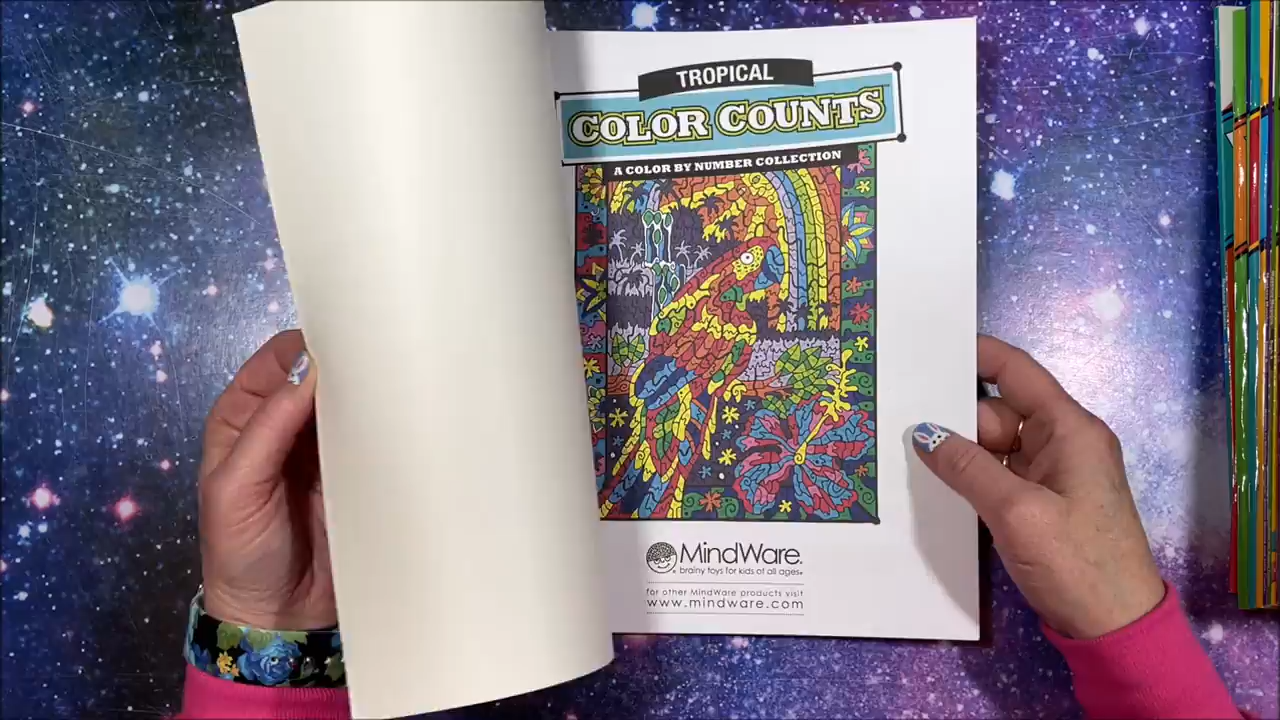 TROPICAL
COLOR COUNTS™
A COLOR BY NUMBER COLLECTION
MindWare®
brainy toys for kids of all ages®
for other MindWare products visit
www.mindware.com